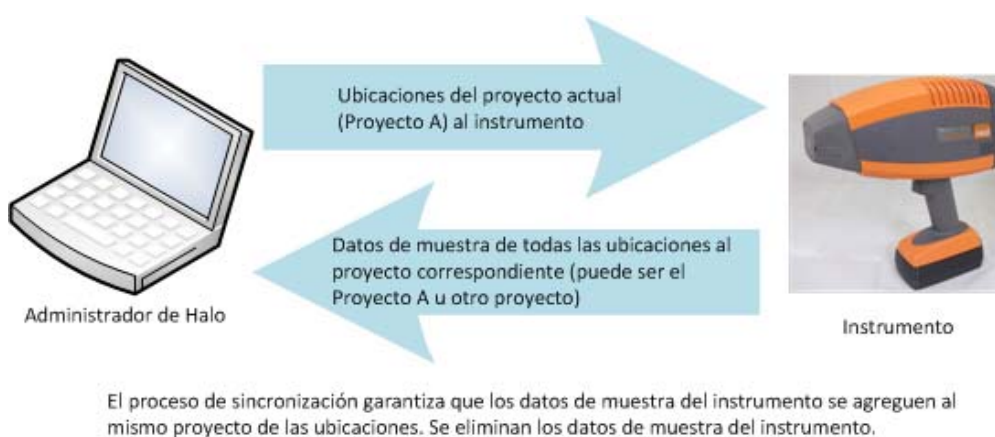 Ubicaciones del proyecto actual
(Proyecto A) al instrumento
Datos de muestra de todas las ubicaciones al
proyecto correspondiente (puede ser el
Proyecto A u otro proyecto)
Administrador de Halo
Instrumento
El proceso de sincronización garantiza que los datos de muestra del instrumento se agreguen al
mismo proyecto de las ubicaciones. Se eliminan los datos de muestra del instrumento.